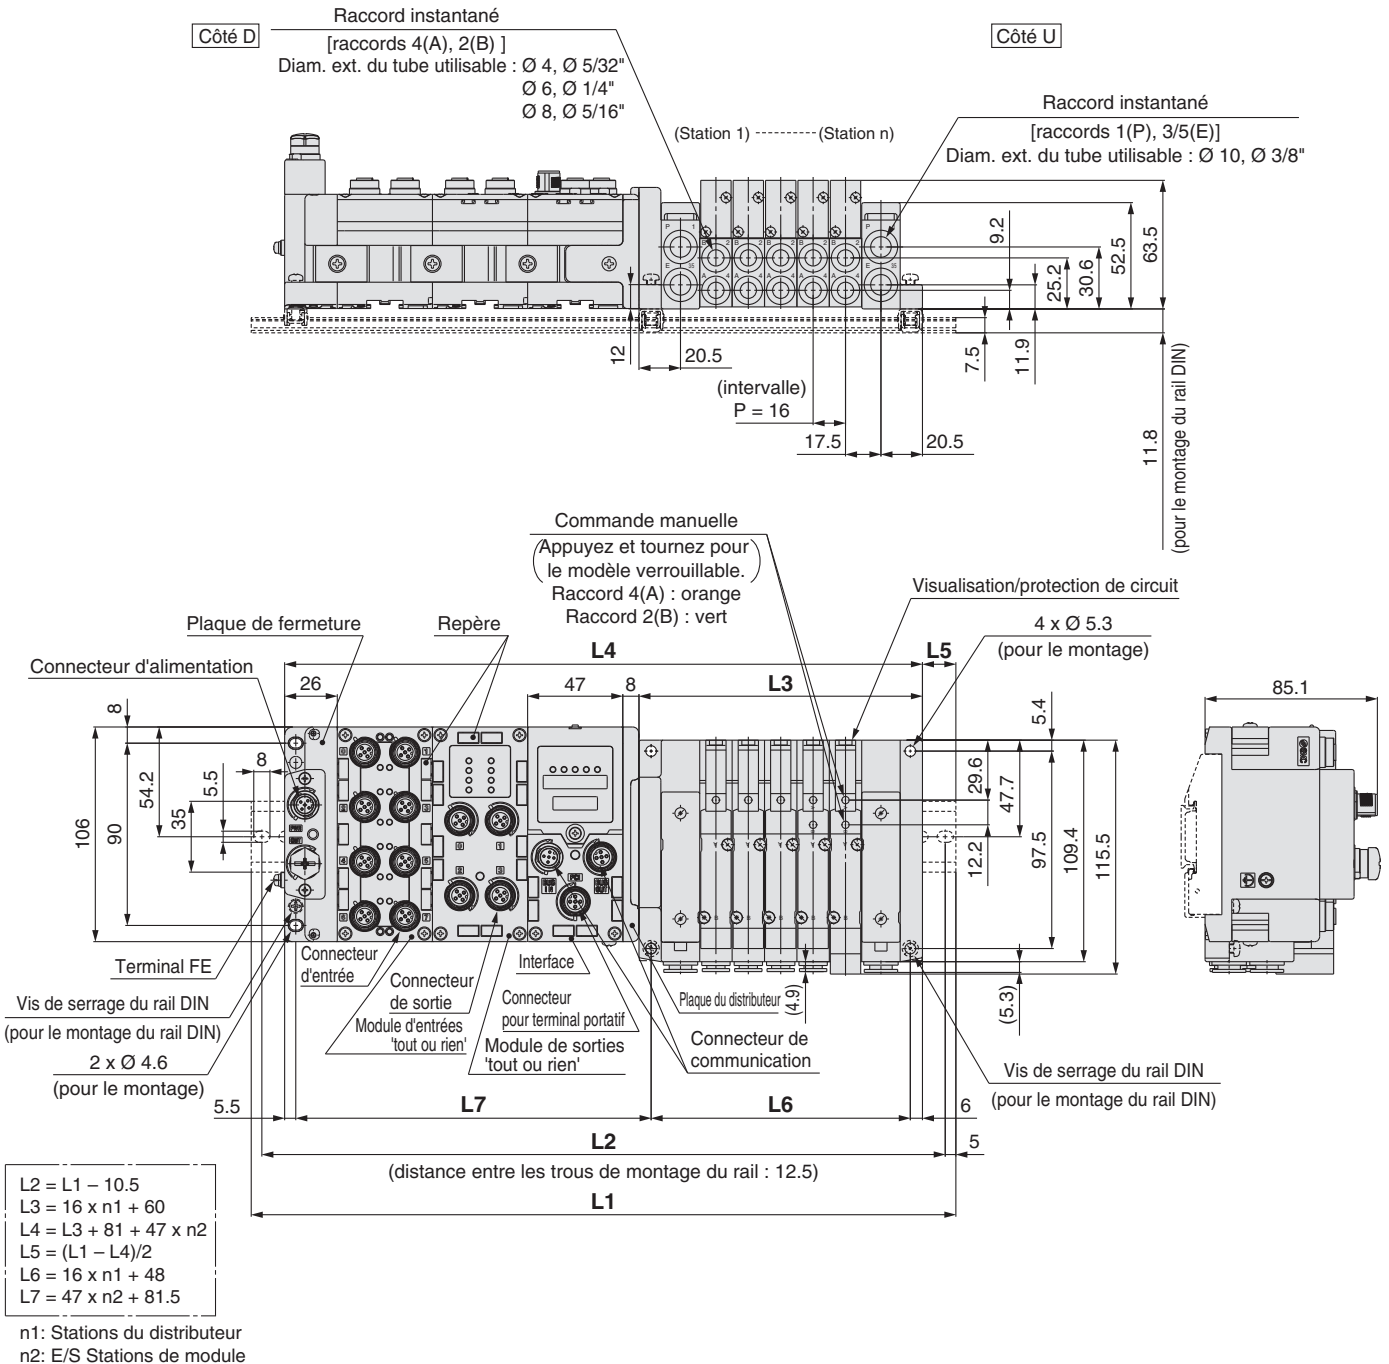 Raccord instantané
Côté D
[raccords 4(A), 2(B) ]
Diam. ext. du tube utilisable : Ø 4, Ø 5/32"
Ø 6, Ø 1/4"
Ø 8, Ø 5/16"
Côté U
Raccord instantané
[raccords 1(P), 3/5(E)]
Diam. ext. du tube utilisable : Ø 10, Ø 3/8"
(Station 1) (Station n)
9.2
25.2
30.6
52.5
63.5
12
20.5
(intervalle)
P = 16
17.5
20.5
7.5
11.9
11.8
(pour le montage du rail DIN)
Commande manuelle
(Appuyez et tournez pour
le modèle verrouillable.)
Raccord 4(A) : orange
Raccord 2(B) : vert
Visualisation/protection de circuit
4 x Ø 5.3
(pour le montage)
Plaque de fermeture
Repère
Connecteur d'alimentation
L4
L5
26
47
8
L3
85.1
8
106
90
54.2
35
5.5
8
5.4
29.6
47.7
12.2
97.5
109.4
115.5
Terminal FE
Connecteur
d'entrée
Connecteur
de sortie
Interface
Connecteur
pour terminal portatif
Plaque du distributeur
(4.9)
(5.3)
Vis de serrage du rail DIN
(pour le montage du rail DIN)
Module d'entrées
'tout ou rien'
Module de sorties
'tout ou rien'
Connecteur de
communication
2 x Ø 4.6
(pour le montage)
Vis de serrage du rail DIN
(pour le montage du rail DIN)
5.5
L7
L6
6
L2
5
(distance entre les trous de montage du rail : 12.5)
L1
L2 = L1 – 10.5
L3 = 16 x n1 + 60
L4 = L3 + 81 + 47 x n2
L5 = (L1 – L4)/2
L6 = 16 x n1 + 48
L7 = 47 x n2 + 81.5
n1: Stations du distributeur
n2: E/S Stations de module